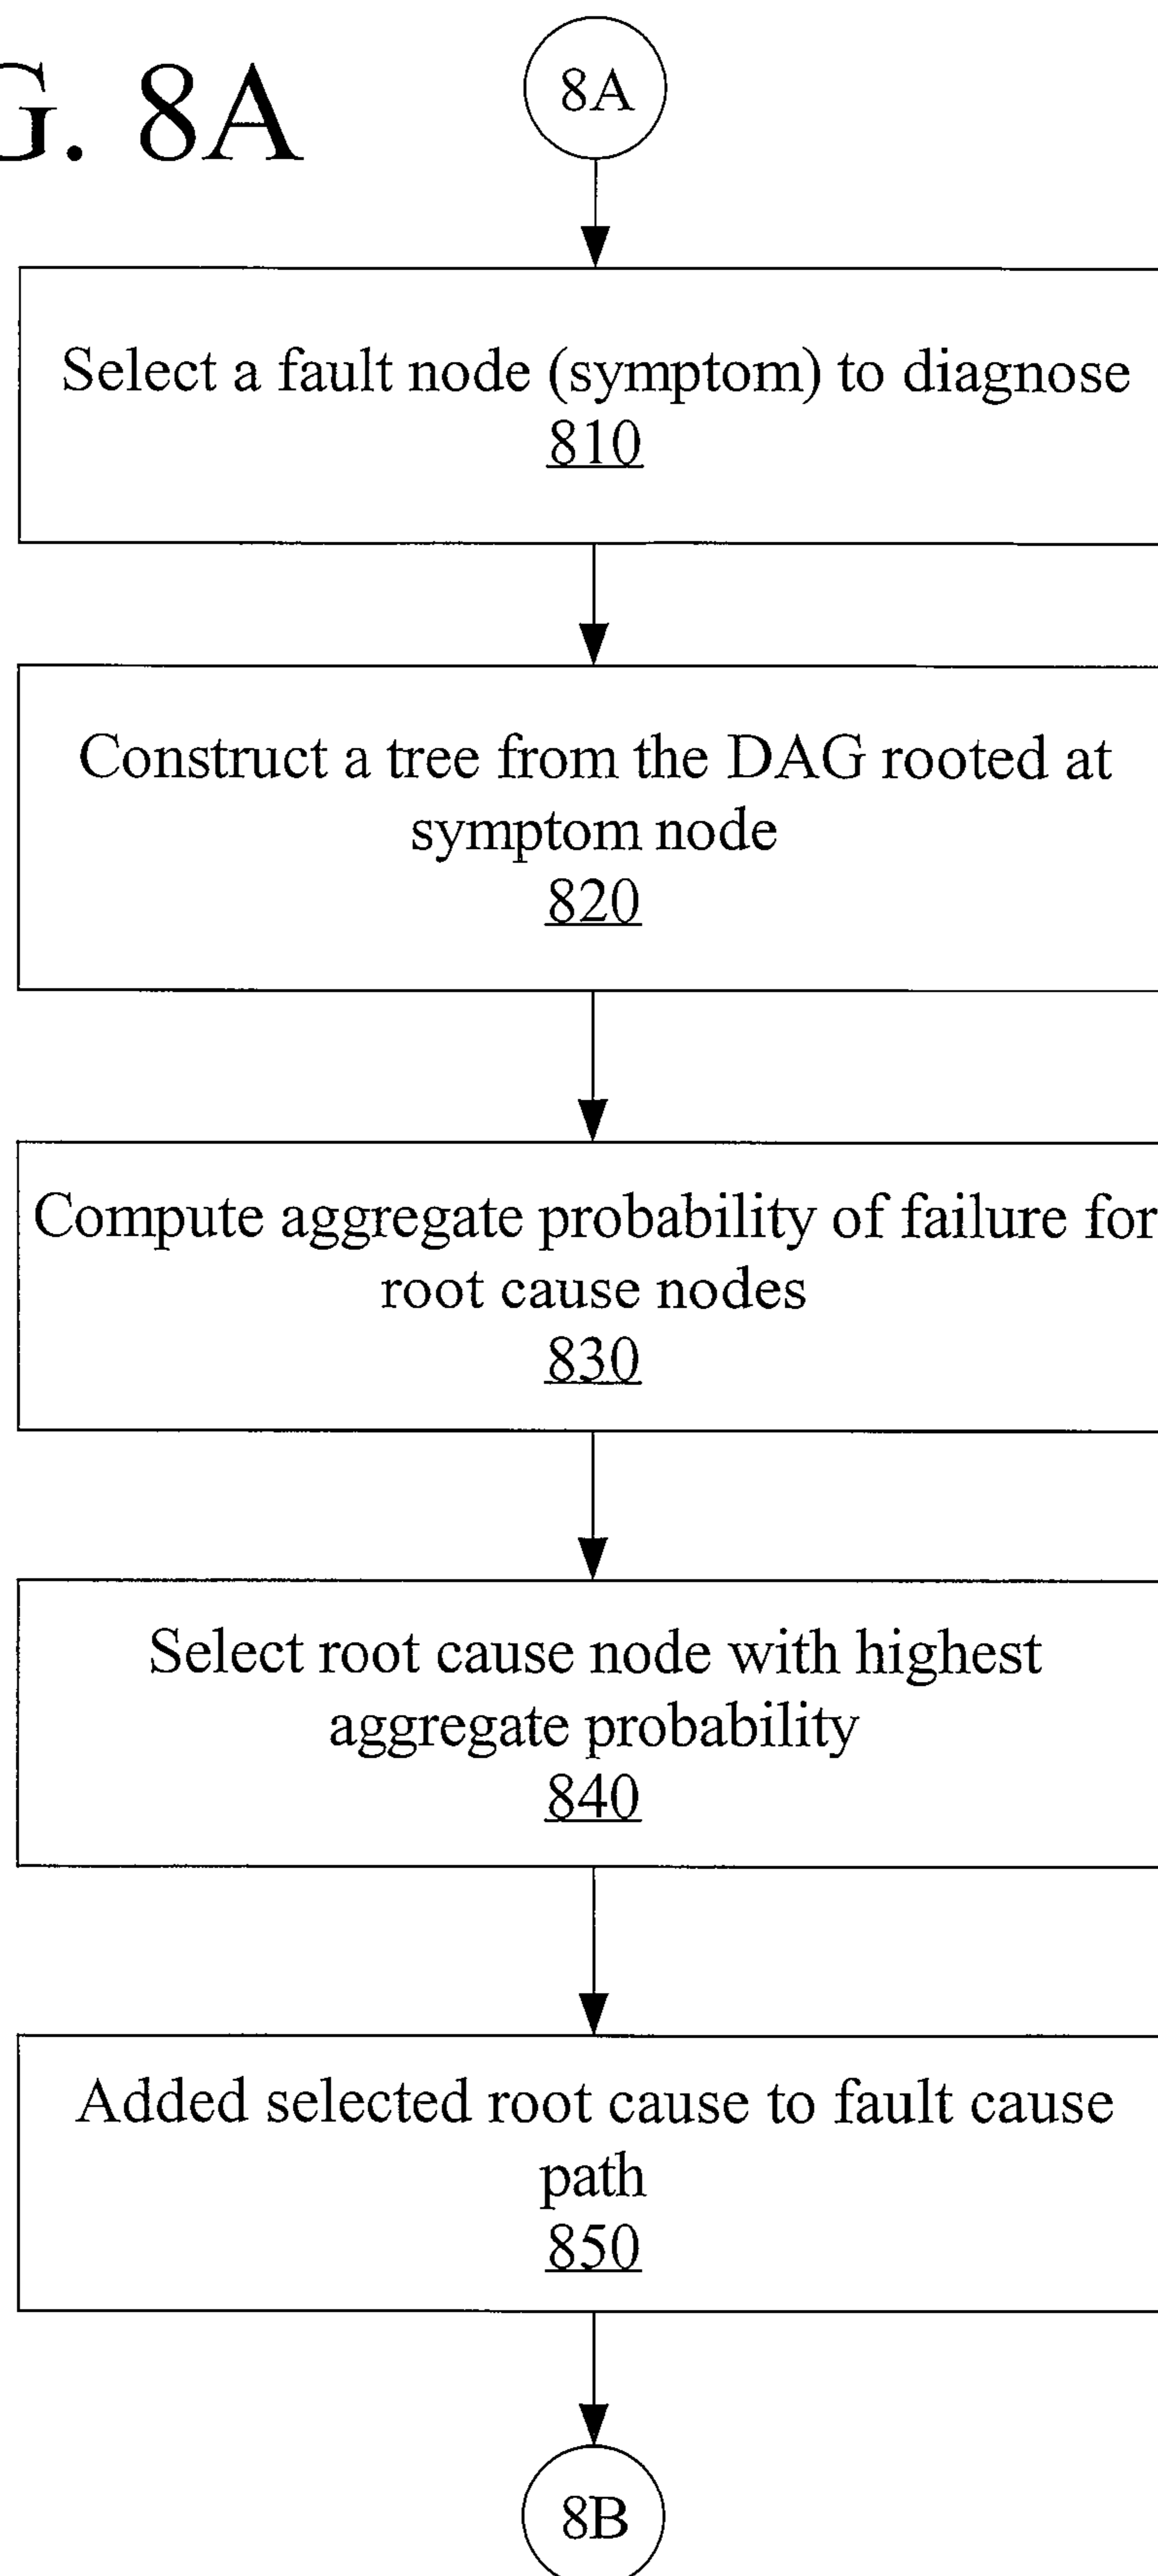 G. 8A
8A
Select a fault node (symptom) to diagnose
810
Construct a tree from the DAG rooted at
symptom node
820
Compute aggregate probability of failure for
root cause nodes
830
Select root cause node with highest
aggregate probability
840
Added selected root cause to fault cause
path
850
8B